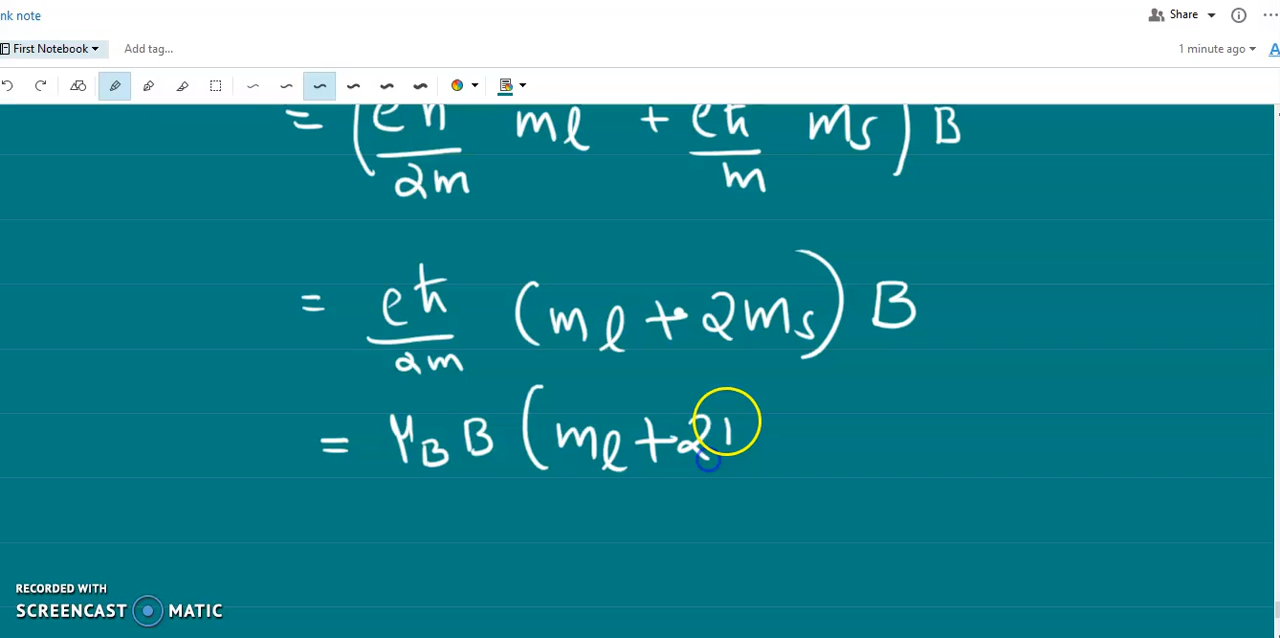 nk note
Share
First Notebook
Add tag...
1 minute ago
= (eħ/2m ml + eħ/m ms) B
= eħ/2m (ml + 2ms) B
= μB B (ml + 2
RECORDED WITH
SCREENCAST MATIC